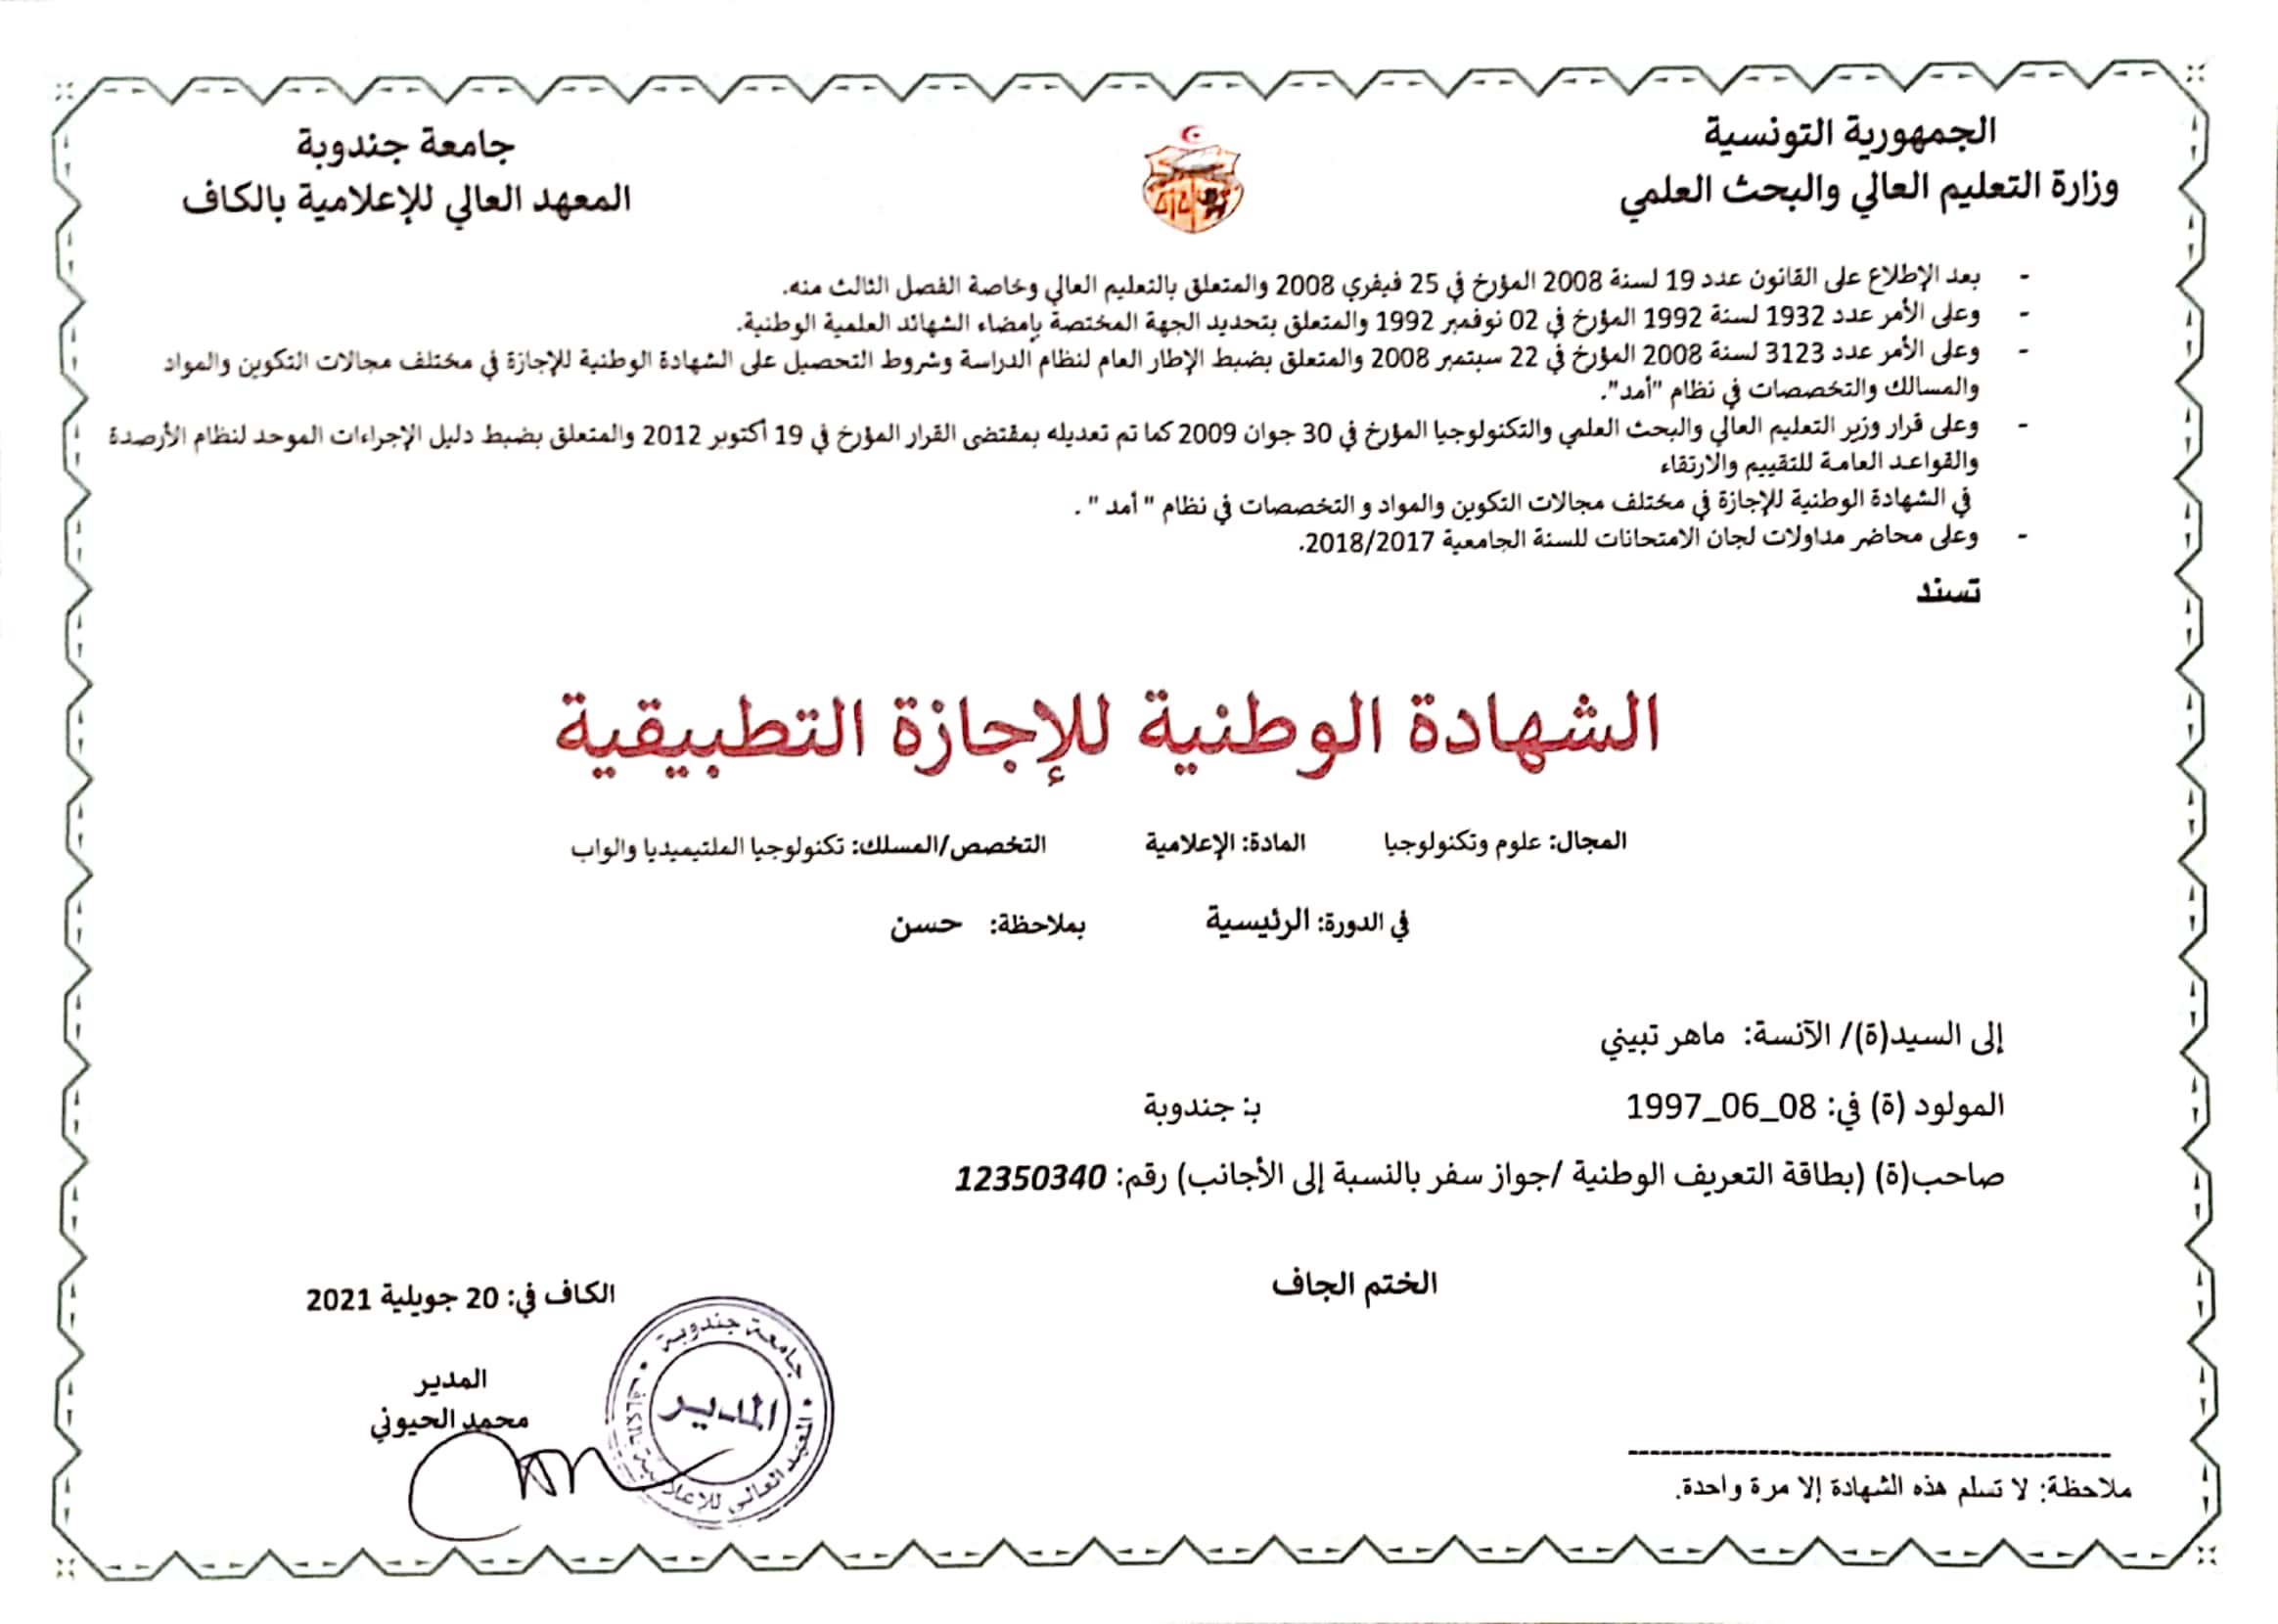 الجمهورية التونسية
وزارة التعليم العالي والبحث العلمي
جامعة جندوبة
المعهد العالي للإعلامية بالكاف
- بعد الإطلاع على القانون عدد 19 لسنة 2008 المؤرخ في 25 فيفري 2008 والمتعلق بالتعليم العالي وخاصة الفصل الثالث منه.
- وعلى الأمر عدد 1932 لسنة 1992 المؤرخ في 02 نوفمبر 1992 والمتعلق بتحديد الجهة المختصة بإمضاء الشهائد العلمية الوطنية.
- وعلى الأمر عدد 3123 لسنة 2008 المؤرخ في 22 سبتمبر 2008 والمتعلق بضبط الإطار العام لنظام الدراسة وشروط التحصيل على الشهادة الوطنية للإجازة في مختلف مجالات التكوين والمواد
والمسالك والتخصصات في نظام "أمد".
- وعلى قرار وزير التعليم العالي والبحث العلمي والتكنولوجيا المؤرخ في 30 جوان 2009 كما تم تعديله بمقتضى القرار المؤرخ في 19 أكتوبر 2012 والمتعلق بضبط دليل الإجراءات الموحد لنظام الأرصدة
والقواعد العامة للتقييم والارتقاء
في الشهادة الوطنية للإجازة في مختلف مجالات التكوين والمواد و التخصصات في نظام " أمد " .
- وعلى محاضر مداولات لجان الامتحانات للسنة الجامعية 2018/2017.
تسند
الشهادة الوطنية للإجازة التطبيقية
المجال: علوم وتكنولوجيا المادة: الإعلامية التخصص/المسلك: تكنولوجيا الملتيميديا والواب
في الدورة: الرئيسية بملاحظة: حسن
إلى السيد(ة)/ الآنسة: ماهر تبيني
المولود (ة) في: 08_06_1997 بـ: جندوبة
صاحب(ة) (بطاقة التعريف الوطنية /جواز سفر بالنسبة إلى الأجانب) رقم: 12350340
الختم الجاف
الكاف في: 20 جويلية 2021
المدير
محمد الحيوني
جامعة جندوبة
المدير
المعهد العالي للإعلامية بالكاف
ملاحظة: لا تسلم هذه الشهادة إلا مرة واحدة.